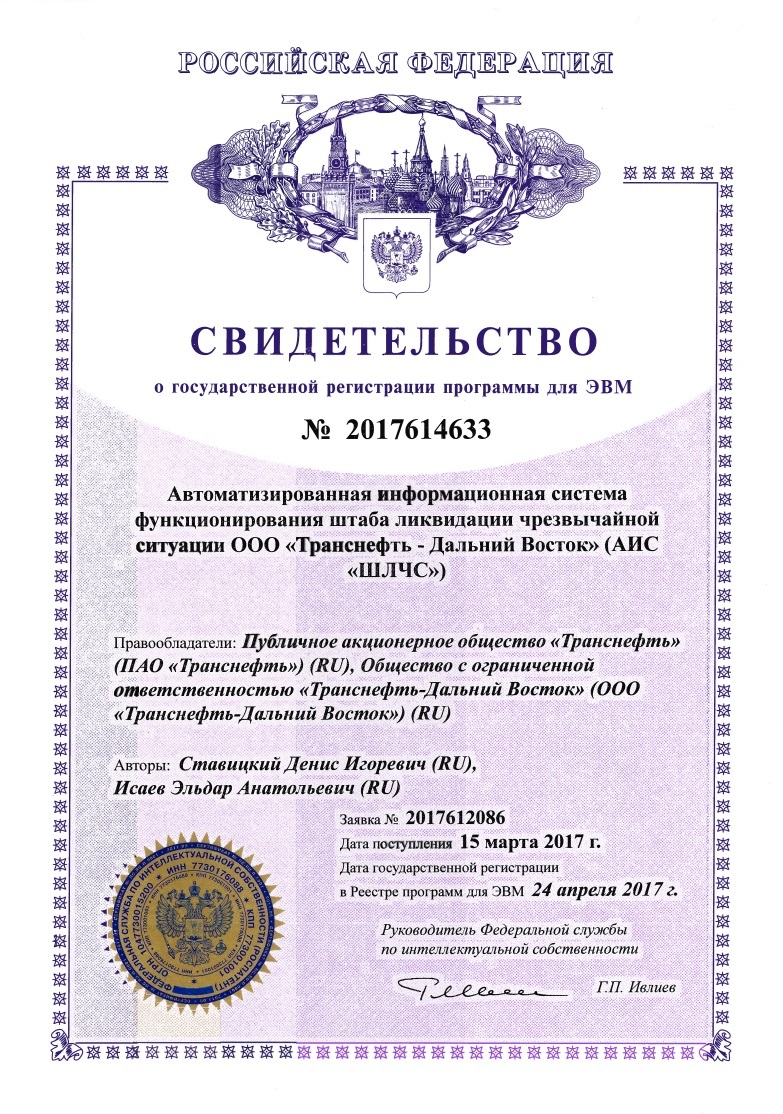 РОССИЙСКАЯ ФЕДЕРАЦИЯ
СВИДЕТЕЛЬСТВО
о государственной регистрации программы для ЭВМ
№ 2017614633
Автоматизированная информационная система
функционирования штаба ликвидации чрезвычайной
ситуации ООО «Транснефть - Дальний Восток» (АИС
«ШЛЧС»)
Правообладатели: Публичное акционерное общество «Транснефть»
(ПАО «Транснефть») (RU), Общество с ограниченной
ответственностью «Транснефть-Дальний Восток» (ООО
«Транснефть-Дальний Восток») (RU)
Авторы: Ставицкий Денис Игоревич (RU),
Исаев Эльдар Анатольевич (RU)
Заявка № 2017612086
Дата поступления 15 марта 2017 г.
Дата государственной регистрации
в Реестре программ для ЭВМ 24 апреля 2017 г.
Руководитель Федеральной службы
по интеллектуальной собственности
Г.П. Ивлиев
ФЕДЕРАЛЬНАЯ СЛУЖБА ПО ИНТЕЛЛЕКТУАЛЬНОЙ СОБСТВЕННОСТИ (РОСПАТЕНТ)
ОГРН 1047730015200 * ИНН 7730176088 * КПП 773001001